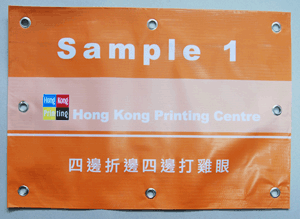 Sample 1
Hong Kong
Printing
Hong Kong Printing Centre
四邊折邊四邊打雞眼